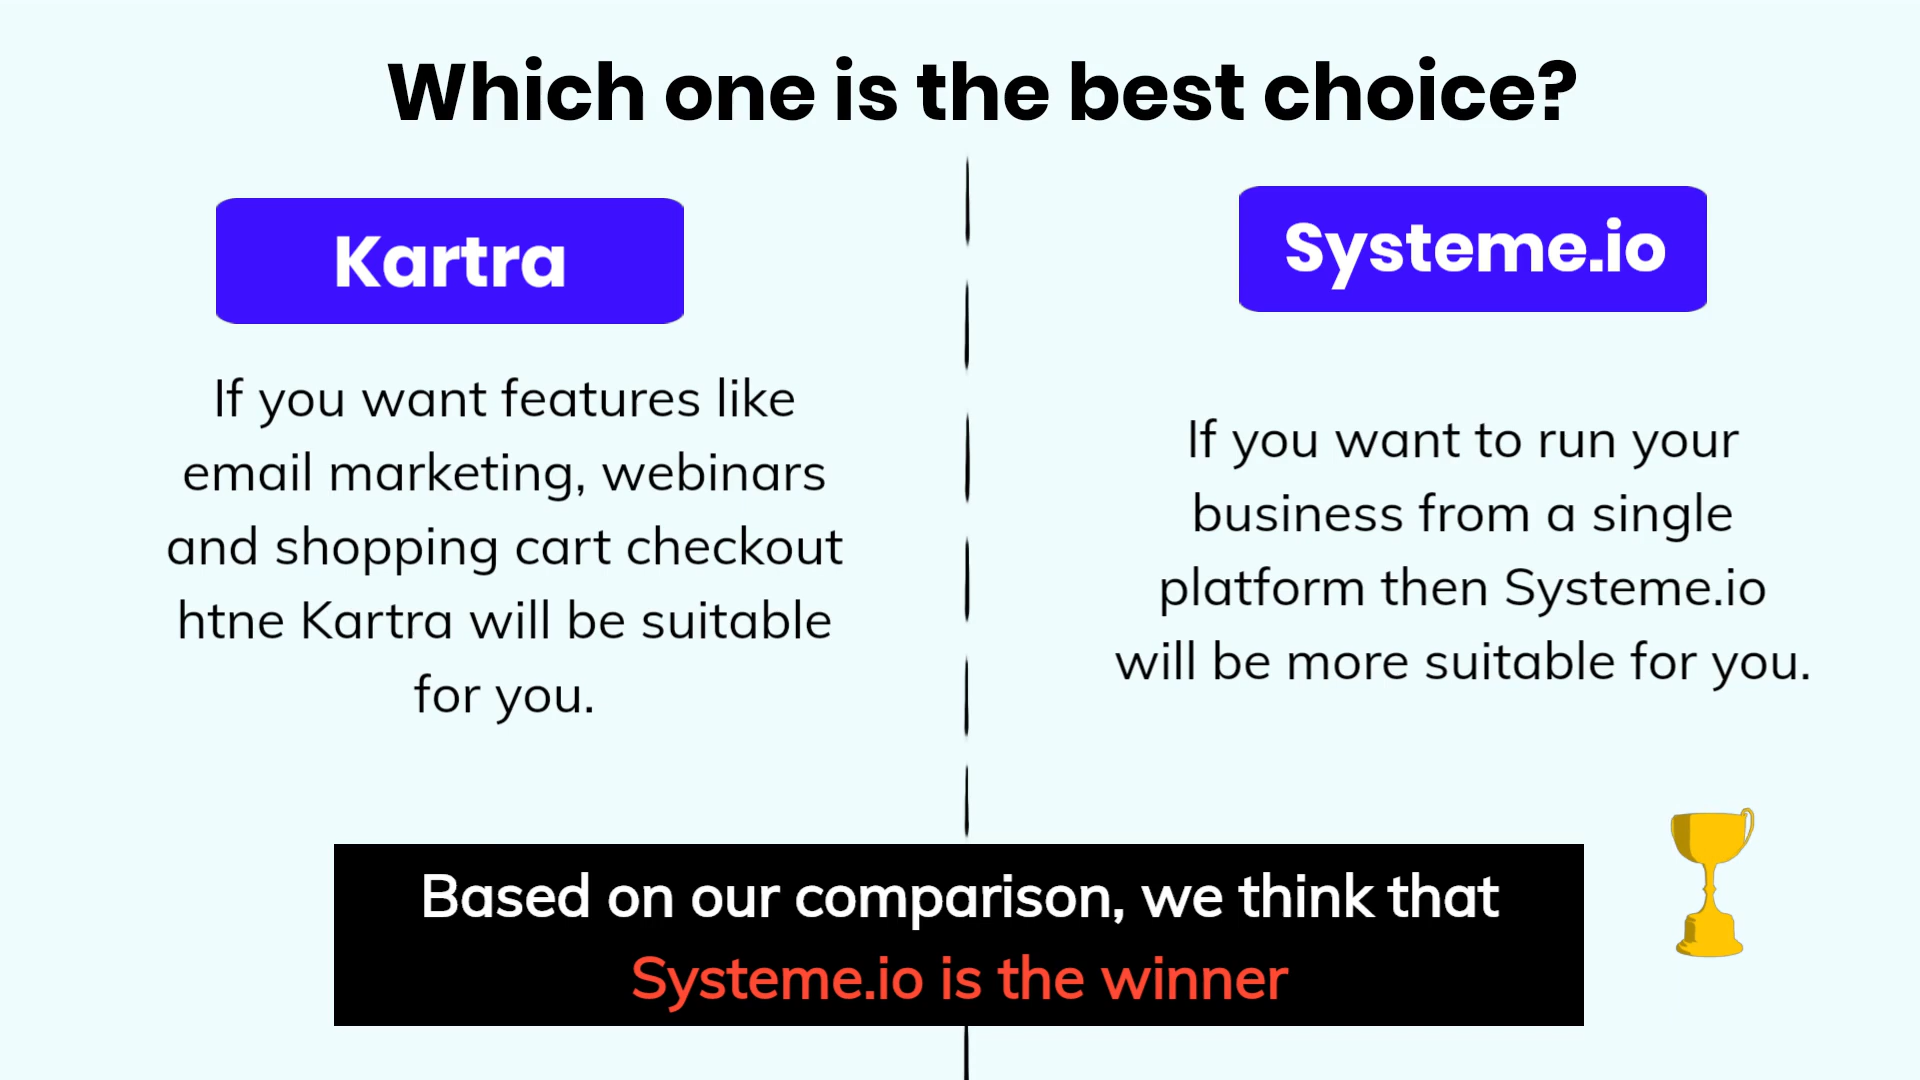 Which one is the best choice?
Kartra
If you want features like
email marketing, webinars
and shopping cart checkout
htne Kartra will be suitable
for you.
Systeme.io
If you want to run your
business from a single
platform then Systeme.io
will be more suitable for you.
Based on our comparison, we think that
Systeme.io is the winner